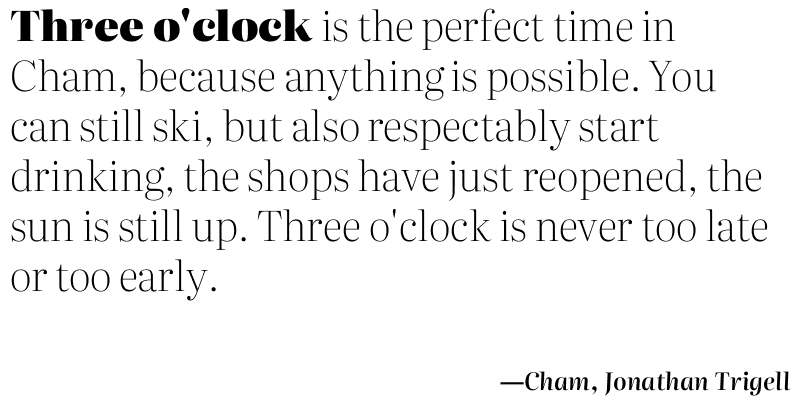 Three o'clock is the perfect time in
Cham, because anything is possible. You
can still ski, but also respectably start
drinking, the shops have just reopened, the
sun is still up. Three o'clock is never too late
or too early.
—Cham, Jonathan Trigell